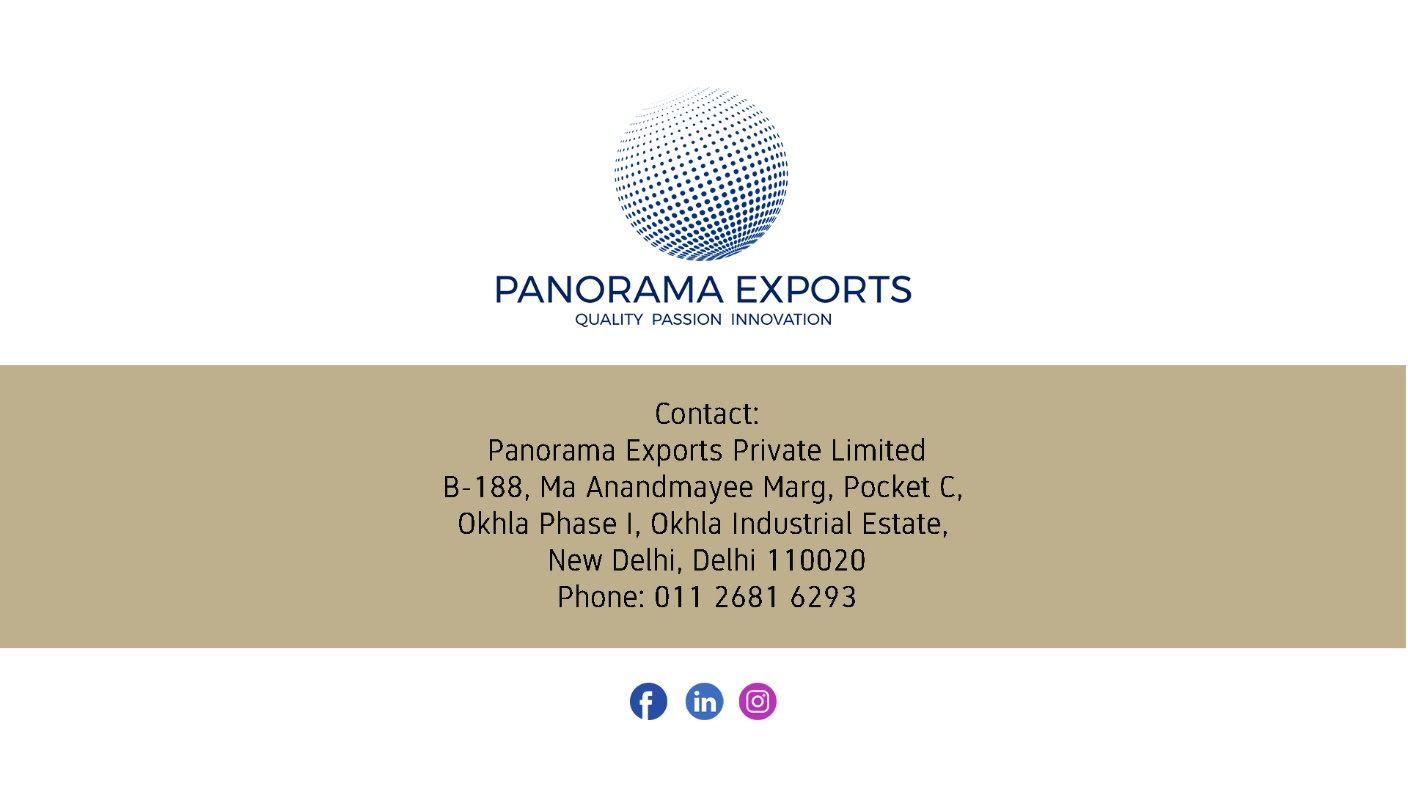 PANORAMA EXPORTS
QUALITY PASSION INNOVATION
Contact:
Panorama Exports Private Limited
B-188, Ma Anandmayee Marg, Pocket C,
Okhla Phase I, Okhla Industrial Estate,
New Delhi, Delhi 110020
Phone: 011 2681 6293
f in